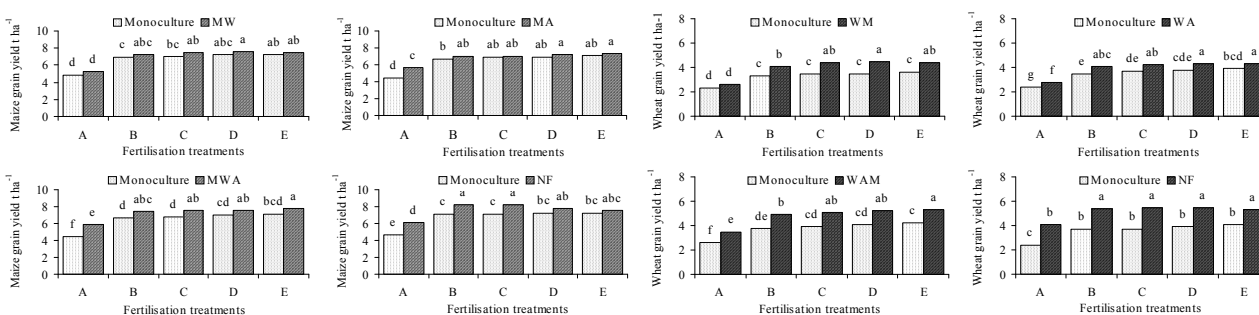 Monoculture MW
Maize grain yield t ha-1
10
8
6
4
2
0
d d c abc bc ab ab a ab ab
A B C D E
Fertilisation treatments
Monoculture MA
Maize grain yield t ha-1
10
8
6
4
2
0
d c b ab ab ab ab a ab a
A B C D E
Fertilisation treatments
Monoculture WM
Wheat grain yield t ha-1
8
6
4
2
0
d d c b c ab c a c ab
A B C D E
Fertilisation treatments
Monoculture WA
Wheat grain yield t ha-1
8
6
4
2
0
g f e abc de ab cde a bcd a
A B C D E
Fertilisation treatments
Monoculture MWA
Maize grain yield t ha-1
10
8
6
4
2
0
f e d abc d ab cd ab bcd a
A B C D E
Fertilisation treatments
Monoculture NF
Maize grain yield t ha-1
10
8
6
4
2
0
e d c a c a bc ab bc abc
A B C D E
Fertilisation treatments
Monoculture WAM
Wheat grain yield t ha-1
8
6
4
2
0
f e de b cd ab cd ab c a
A B C D E
Fertilisation treatments
Monoculture NF
Wheat grain yield t ha-1
8
6
4
2
0
c b b a b a b a b a
A B C D E
Fertilisation treatments